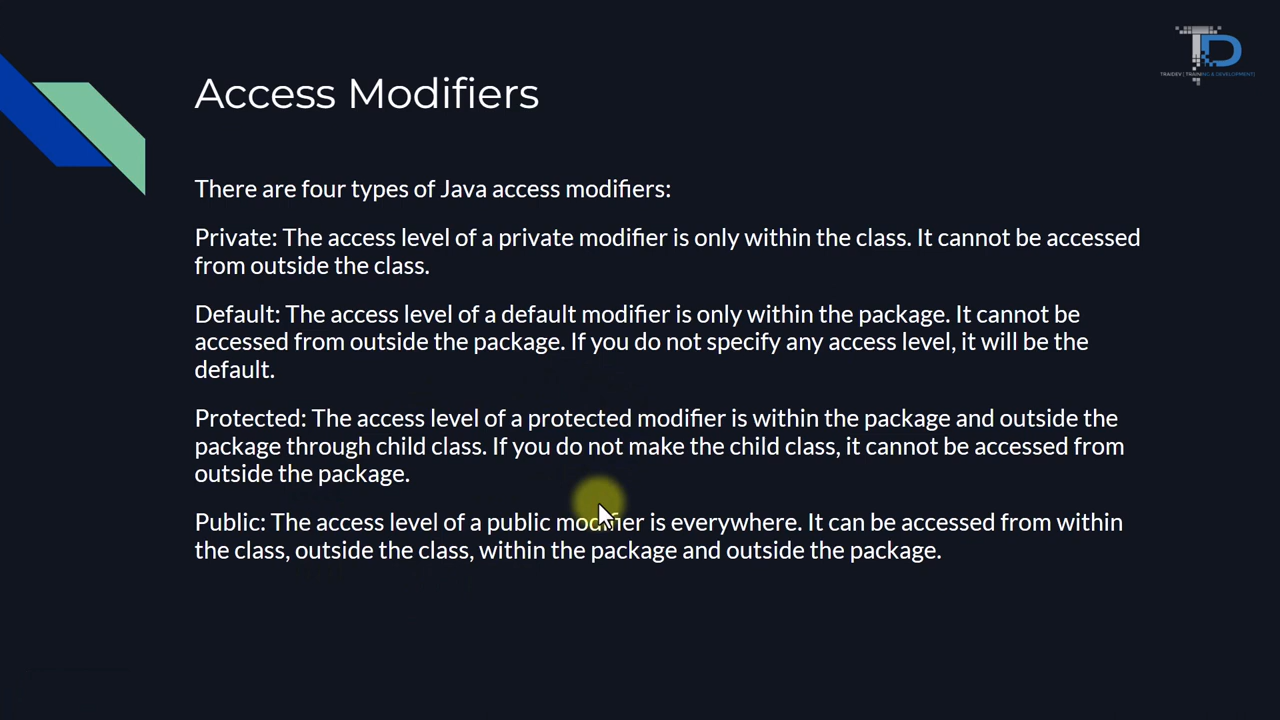 TRAIDEV | TRAINING & DEVELOPMENT)
Access Modifiers
There are four types of Java access modifiers:
Private: The access level of a private modifier is only within the class. It cannot be accessed
from outside the class.
Default: The access level of a default modifier is only within the package. It cannot be
accessed from outside the package. If you do not specify any access level, it will be the
default.
Protected: The access level of a protected modifier is within the package and outside the
package through child class. If you do not make the child class, it cannot be accessed from
outside the package.
Public: The access level of a public modifier is everywhere. It can be accessed from within
the class, outside the class, within the package and outside the package.